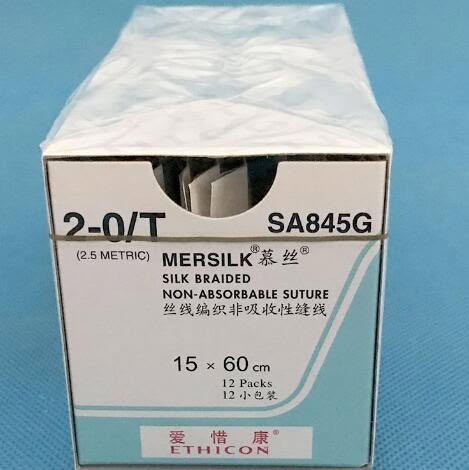 2-0/T SA845G
(2.5 METRIC) MERSILK® 慕丝®
SILK BRAIDED
NON-ABSORBABLE SUTURE
丝线编织非吸收性缝线
15 × 60 cm
12 Packs
12 小包装
爱惜康®
ETHICON